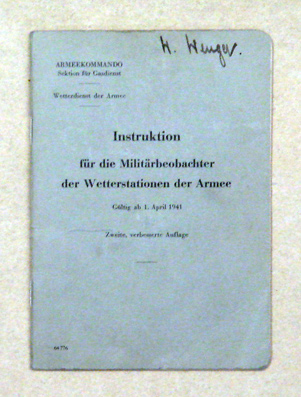 K. Wenger.
ARMEEKOMMANDO
Sektion für Gasdienst
Wetterdienst der Armee
Instruktion
für die Militärbeobachter
der Wetterstationen der Armee
Gültig ab 1. April 1941
Zweite, verbesserte Auflage